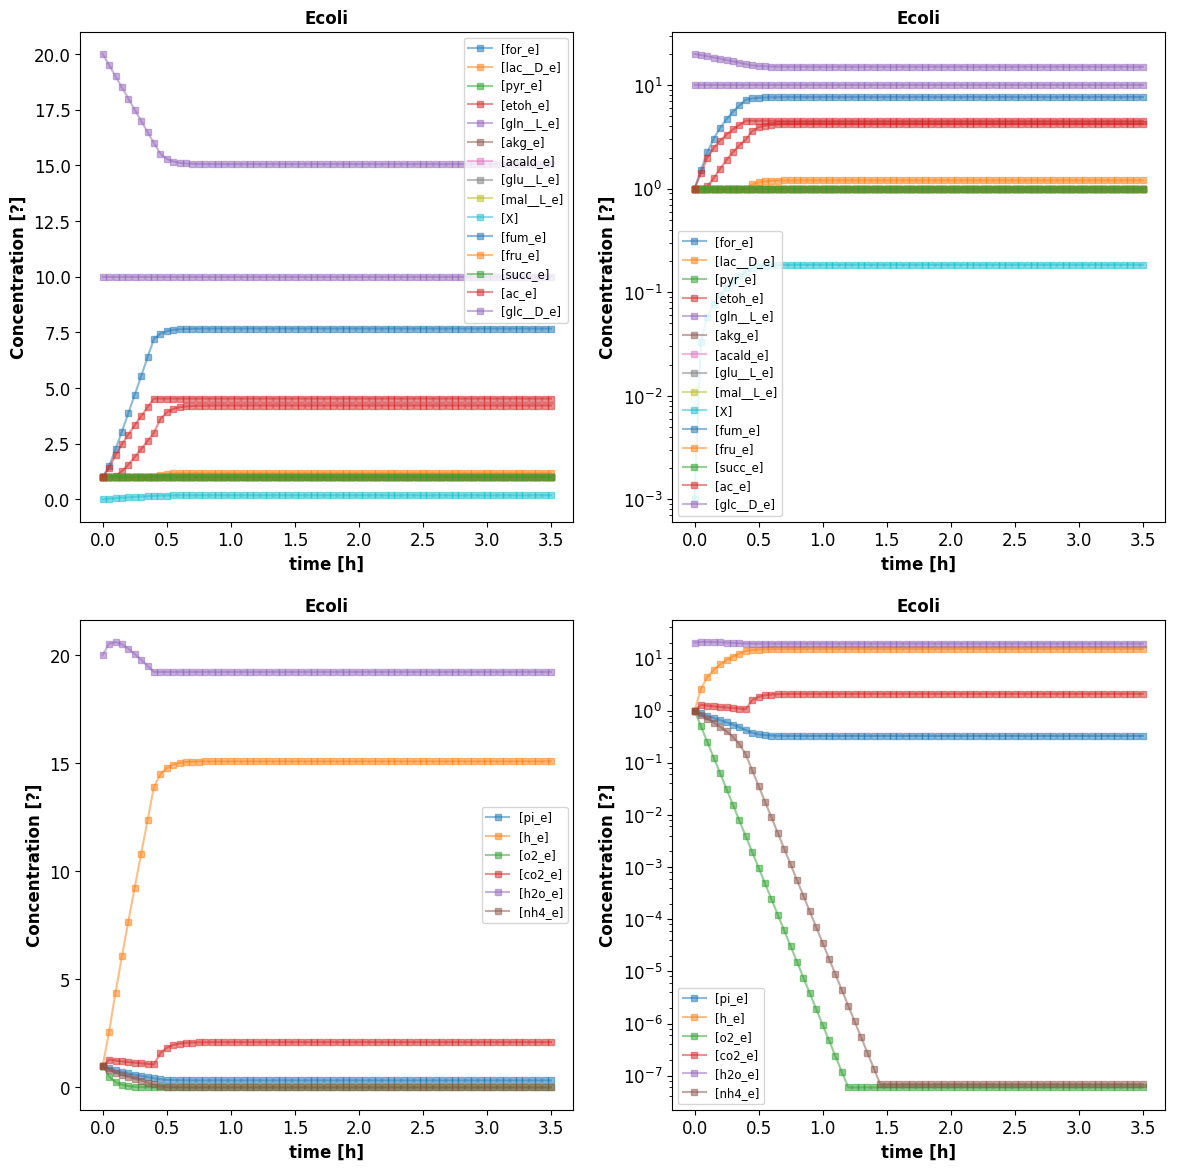 Ecoli
20.0
17.5
15.0
12.5
10.0
7.5
5.0
2.5
0.0
Concentration [?]
[for_e]
[lac__D_e]
[pyr_e]
[etoh_e]
[gln__L_e]
[akg_e]
[acald_e]
[glu__L_e]
[mal__L_e]
[X]
[fum_e]
[fru_e]
[succ_e]
[ac_e]
[glc__D_e]
0.0 0.5 1.0 1.5 2.0 2.5 3.0 3.5
time [h]
Ecoli
10^1
10^0
10^-1
10^-2
10^-3
Concentration [?]
[for_e]
[lac__D_e]
[pyr_e]
[etoh_e]
[gln__L_e]
[akg_e]
[acald_e]
[glu__L_e]
[mal__L_e]
[X]
[fum_e]
[fru_e]
[succ_e]
[ac_e]
[glc__D_e]
0.0 0.5 1.0 1.5 2.0 2.5 3.0 3.5
time [h]
Ecoli
20
15
10
5
0
Concentration [?]
[pi_e]
[h_e]
[o2_e]
[co2_e]
[h2o_e]
[nh4_e]
0.0 0.5 1.0 1.5 2.0 2.5 3.0 3.5
time [h]
Ecoli
10^1
10^0
10^-1
10^-2
10^-3
10^-4
10^-5
10^-6
10^-7
Concentration [?]
[pi_e]
[h_e]
[o2_e]
[co2_e]
[h2o_e]
[nh4_e]
0.0 0.5 1.0 1.5 2.0 2.5 3.0 3.5
time [h]